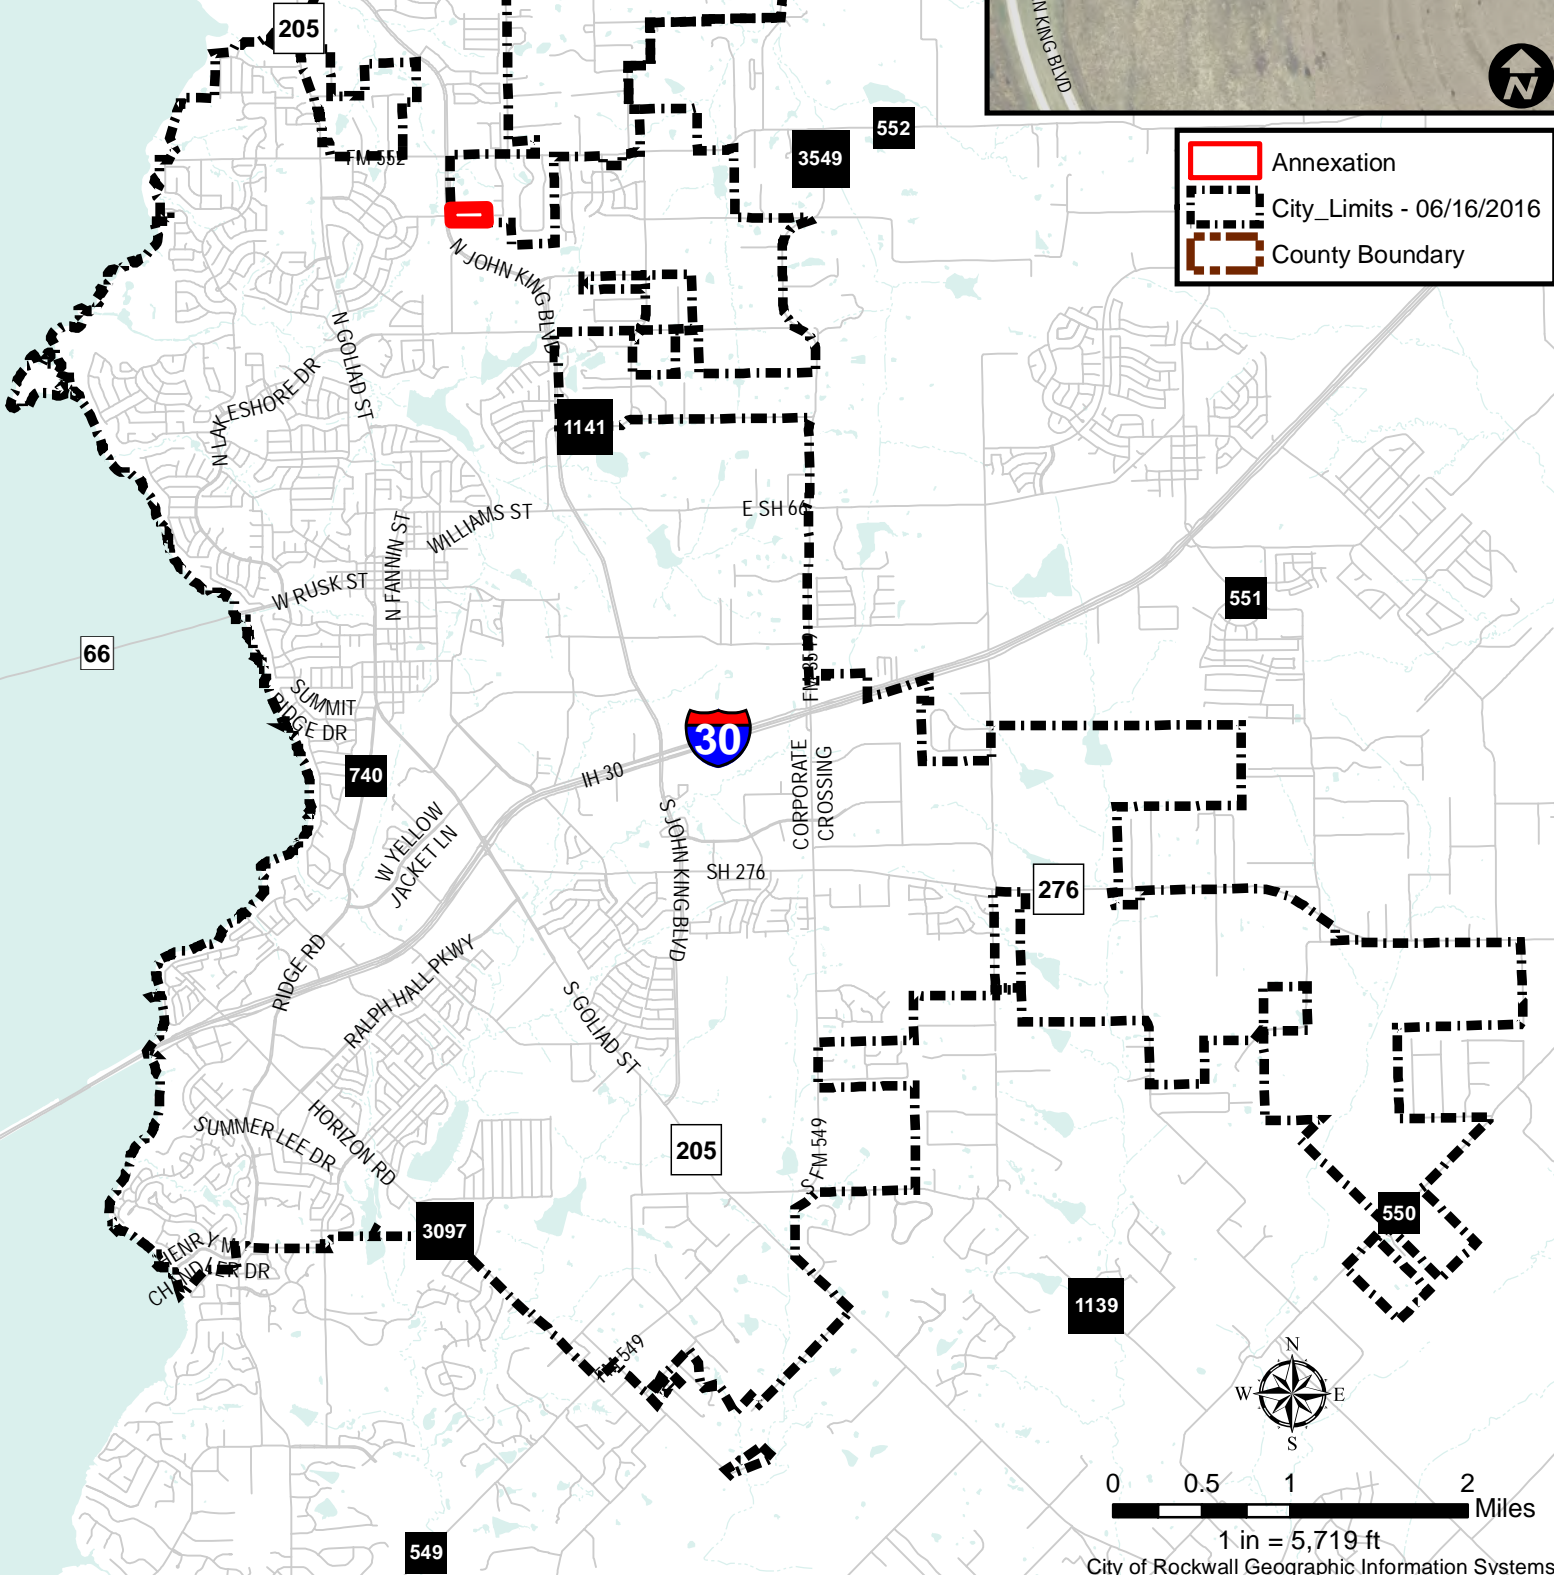 205
N KING BLVD
N
552
3549
Annexation
City_Limits - 06/16/2016
County Boundary
FM 552
N JOHN KING BLVD
N GOLIAD ST
N LAKESHORE DR
1141
E SH 66
WILLIAMS ST
N FANNIN ST
W RUSK ST
551
66
SUMMIT
RIDGE DR
30
740
IH 30
CORPORATE
CROSSING
W YELLOW
JACKET LN
S JOHN KING BLVD
SH 276
276
RIDGE RD
RALPH HALL PKWY
S GOLIAD ST
HORIZON RD
SUMMER LEE DR
205
S FM 549
3097
550
HENRY M
CHANDLER DR
1139
FM 549
N
W
E
S
0 0.5 1 2
Miles
1 in = 5,719 ft
549
City of Rockwall Geographic Information Systems